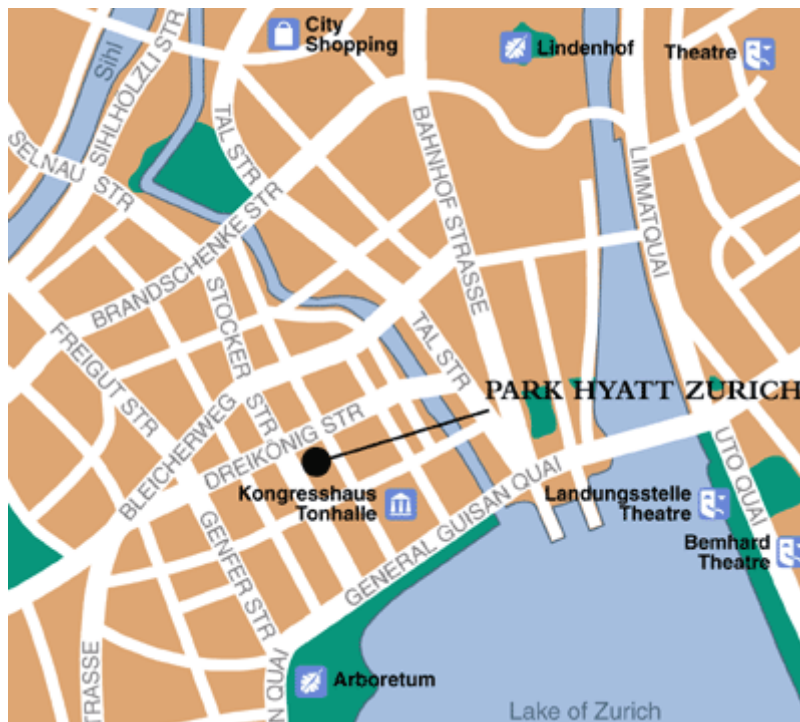 City
Shopping
Lindenhof
Theatre
Sihl
SIHLHOLZLI STR
SELNAU STR
TAL STR
BAHNHOF STRASSE
LIMMATQUAI
BRANDSCHENKE STR
STOCKER STR
FREIGUT STR
TAL STR
PARK HYATT ZURICH
BLEICHERWEG
DREIKÖNIG STR
UTO QUAI
Kongresshaus
Tonhalle
GENERAL GUISAN QUAI
Landungsstelle
Theatre
Bemhard
Theatre
GENFER STR
TRASSE
N QUAI
Arboretum
Lake of Zurich